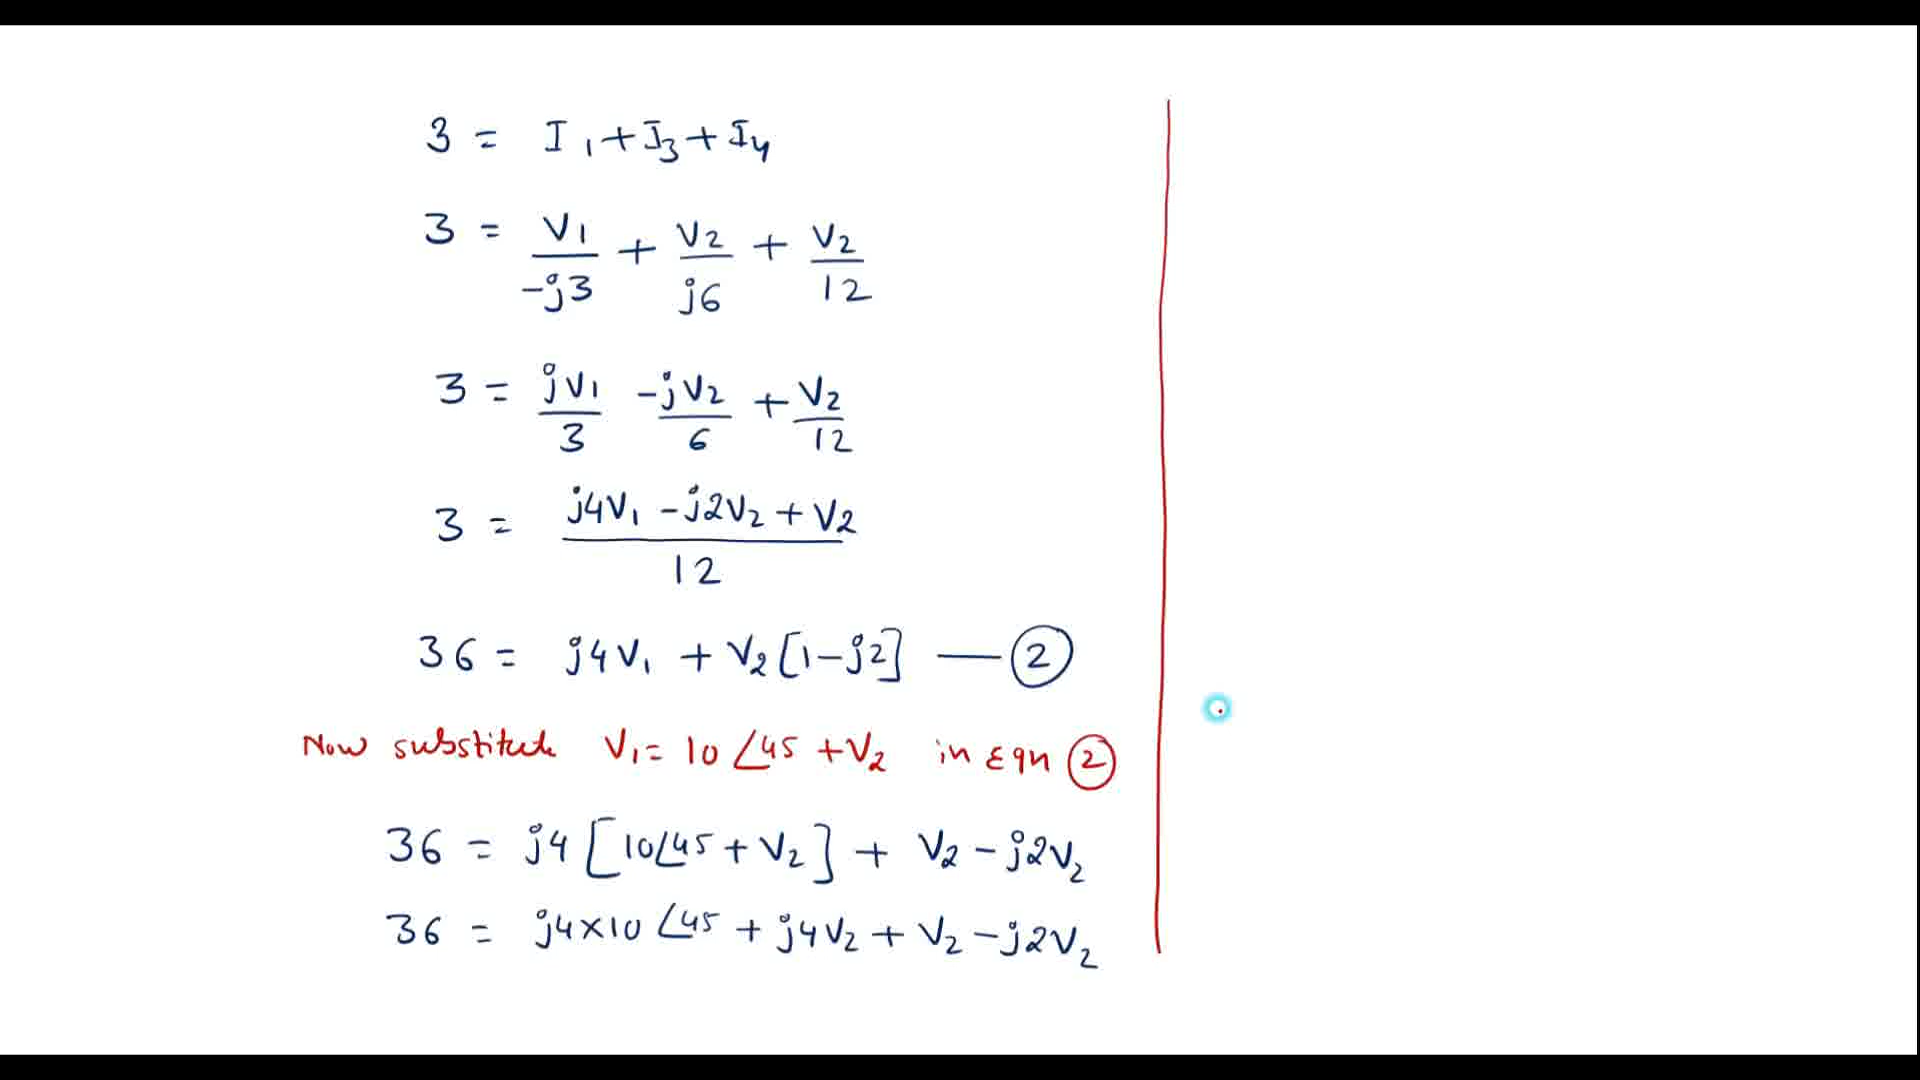 3 = I₁ + I₃ + I₄
3 = V₁/-j3 + V₂/j6 + V₂/12
3 = jV₁/3 -jV₂/6 + V₂/12
3 = j4V₁ - j2V₂ + V₂/12
36 = j4V₁ + V₂[1-j2] — ②
Now substitute V₁= 10∠45 + V₂ in Eqn ②
36 = j4[10∠45 + V₂] + V₂ - j2V₂
36 = j4×10∠45 + j4V₂ + V₂ - j2V₂